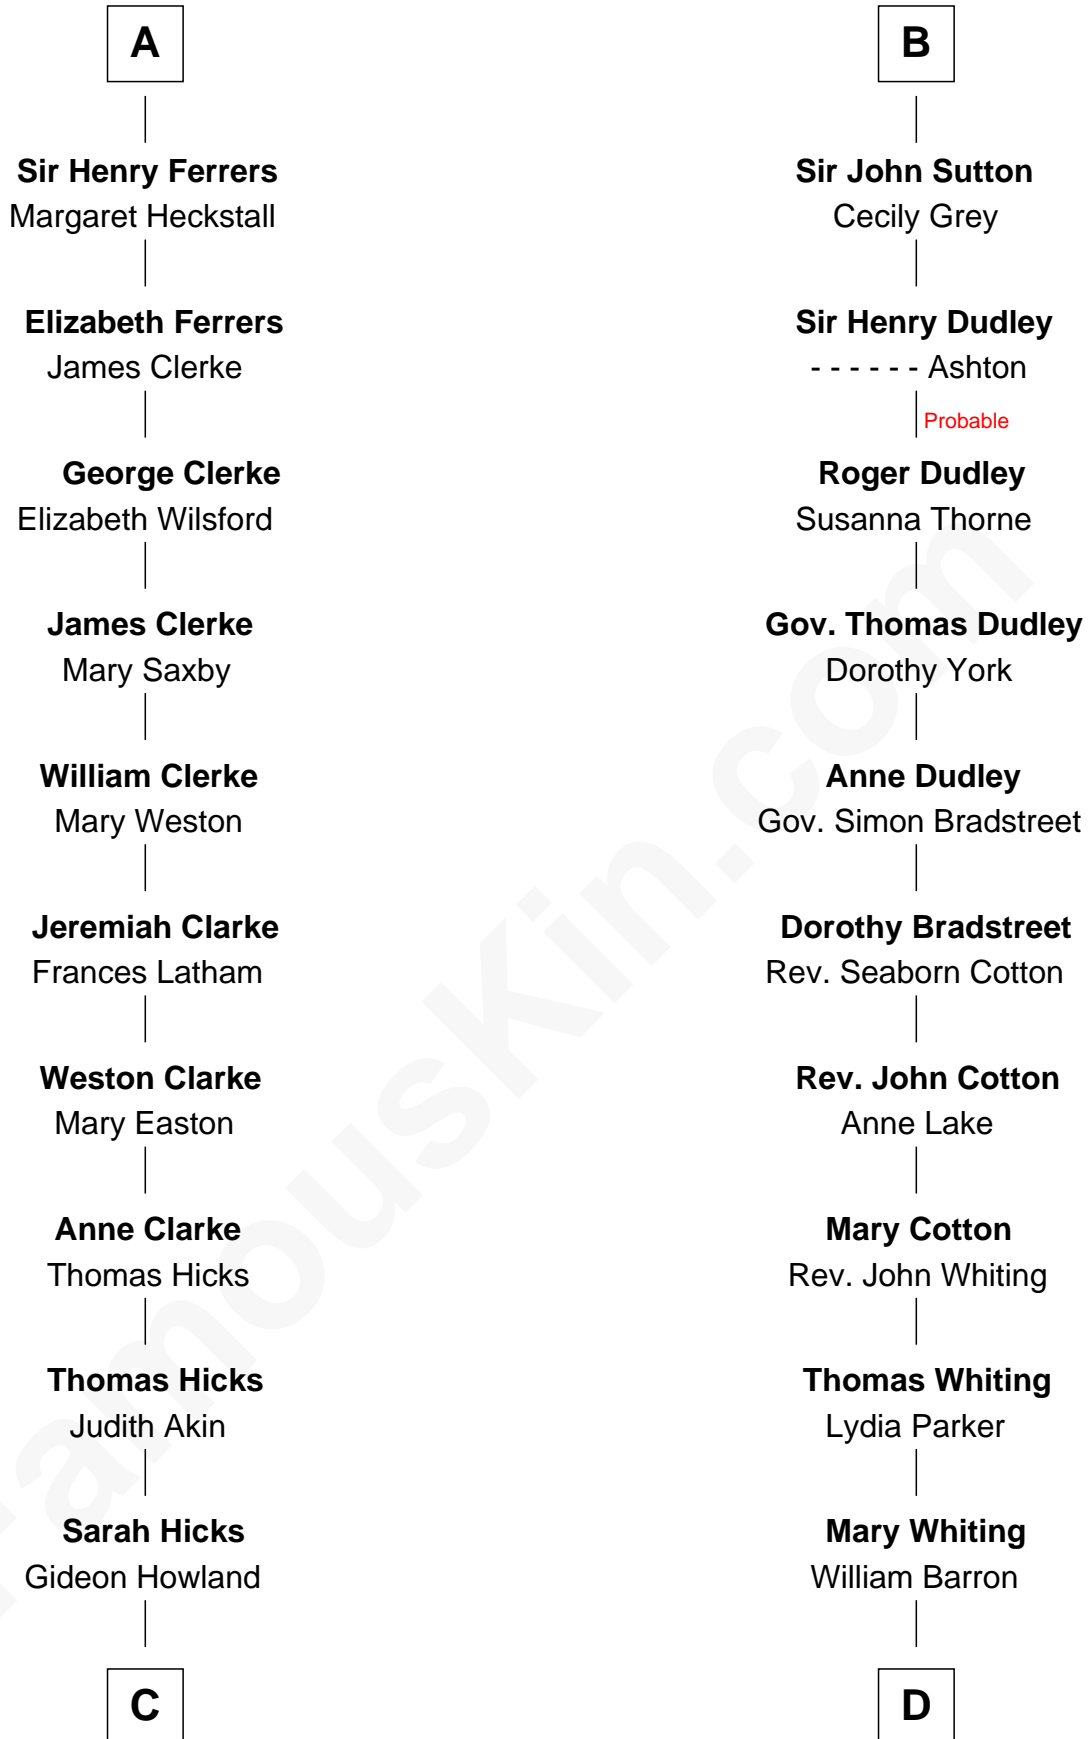 A
Sir Henry Ferrers
Margaret Heckstall
Elizabeth Ferrers
James Clerke
George Clerke
Elizabeth Wilsford
James Clerke
Mary Saxby
William Clerke
Mary Weston
Jeremiah Clarke
Frances Latham
Weston Clarke
Mary Easton
Anne Clarke
Thomas Hicks
Thomas Hicks
Judith Akin
Sarah Hicks
Gideon Howland
C
B
Sir John Sutton
Cecily Grey
Sir Henry Dudley
- - - - - - Ashton
Probable
Roger Dudley
Susanna Thorne
Gov. Thomas Dudley
Dorothy York
Anne Dudley
Gov. Simon Bradstreet
Dorothy Bradstreet
Rev. Seaborn Cotton
Rev. John Cotton
Anne Lake
Mary Cotton
Rev. John Whiting
Thomas Whiting
Lydia Parker
Mary Whiting
William Barron
D
FamousKin.com